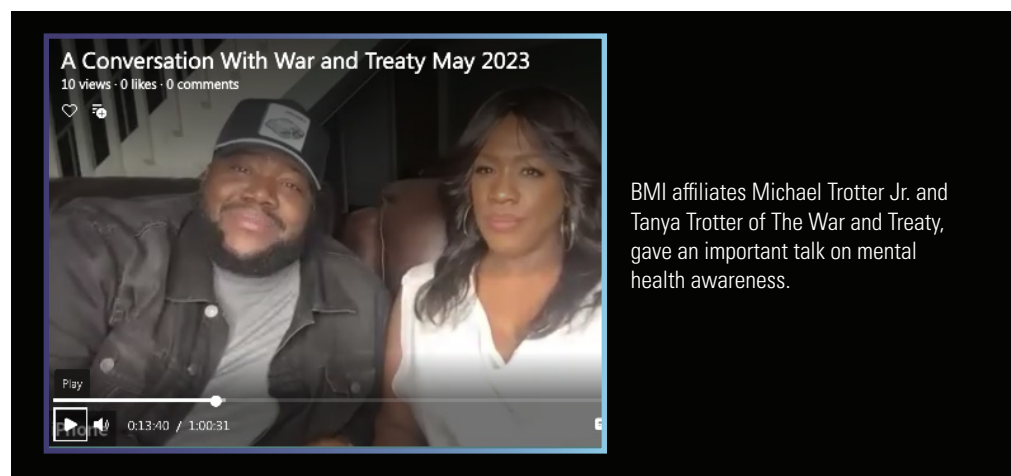 A Conversation With War and Treaty May 2023
10 views · 0 likes · 0 comments
BMI affiliates Michael Trotter Jr. and
Tanya Trotter of The War and Treaty,
gave an important talk on mental
health awareness.
Play
Phone
0:13:40 / 1:00:31